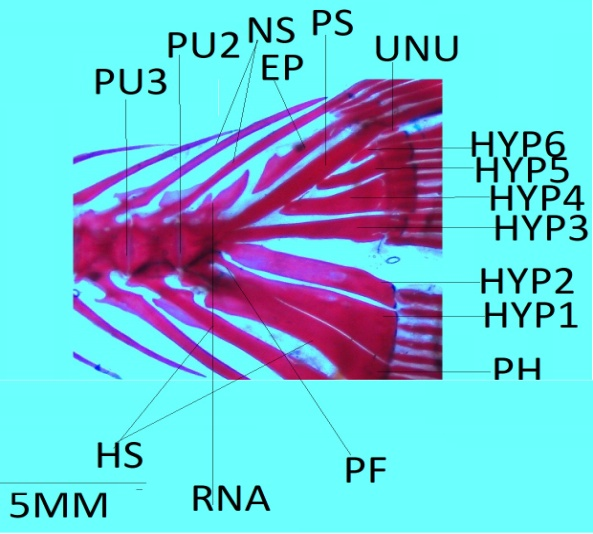 PS
NS
PU2
UNU
EP
PU3
HYP6
HYP5
HYP4
HYP3
HYP2
HYP1
PH
HS
PF
RNA
5MM